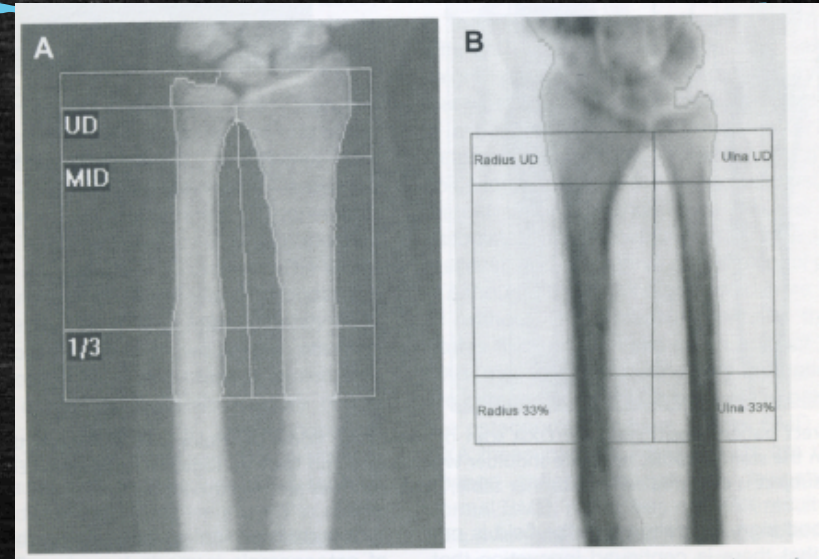 A
UD
MID
1/3
B
Radius UD
Ulna UD
Radius 33%
Ulna 33%